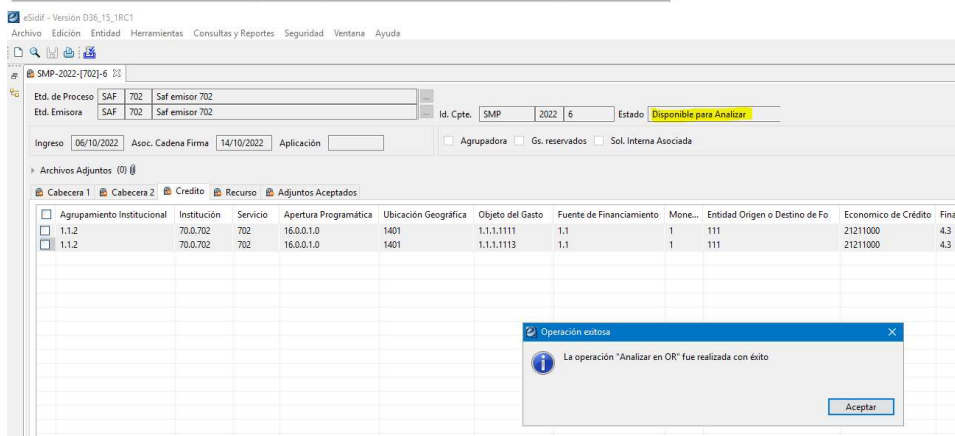 eSidif - Versión D36_15_1RC1
Archivo Edición Entidad Herramientas Consultas y Reportes Seguridad Ventana Ayuda
SMP-2022-[702]-6
Etd. de Proceso SAF 702 Saf emisor 702 ...
Etd. Emisora SAF 702 Saf emisor 702 ... Id. Cpte. SMP 2022 6 Estado Disponible para Analizar
Ingreso 06/10/2022 Asoc. Cadena Firma 14/10/2022 Aplicación Agrupadora Gs. reservados Sol. Interna Asociada
Archivos Adjuntos (0)
Cabecera 1 Cabecera 2 Credito Recurso Adjuntos Aceptados
Agrupamiento Institucional Institución Servicio Apertura Programática Ubicación Geográfica Objeto del Gasto Fuente de Financiamiento Mone... Entidad Origen o Destino de Fo Economico de Crédito Fina
1.1.2 70.0.702 702 16.0.0.1.0 1401 1.1.1.1111 1.1 1 111 21211000 4.3
1.1.2 70.0.702 702 16.0.0.1.0 1401 1.1.1.1113 1.1 1 111 21211000 4.3
Operación exitosa
La operación "Analizar en OR" fue realizada con éxito
Aceptar